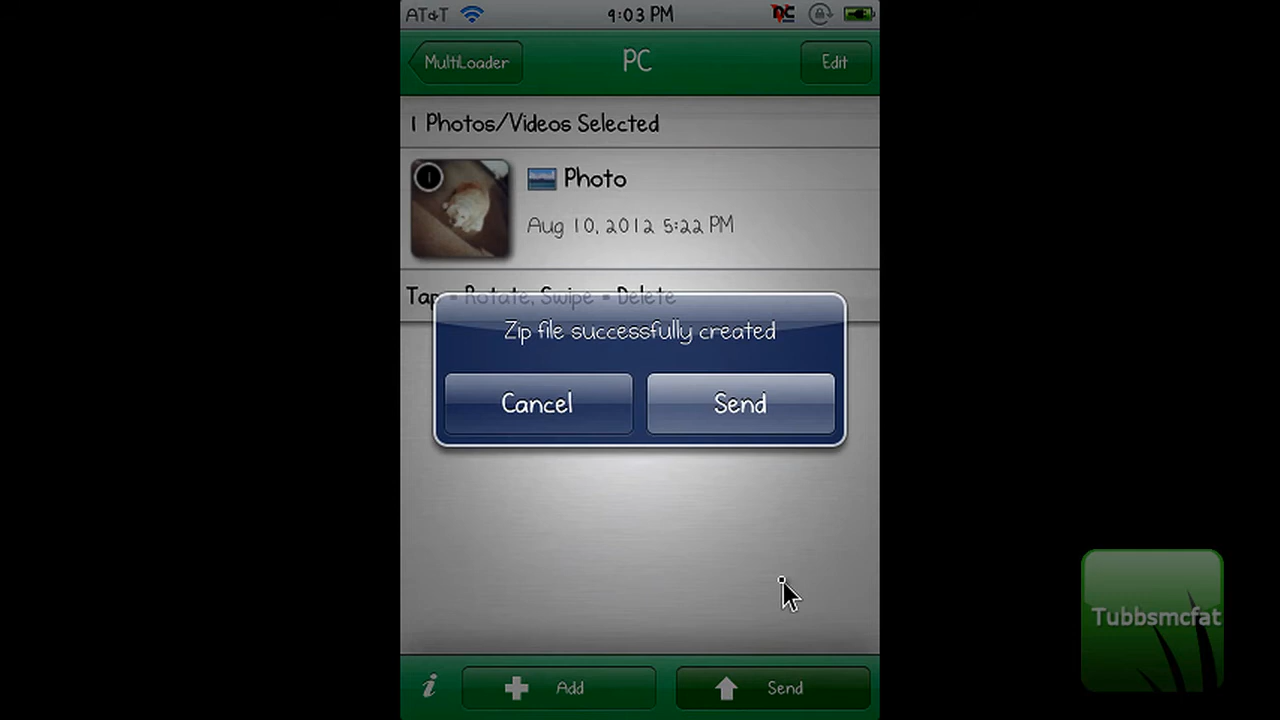 AT&T 9:03 PM
MultiLoader PC Edit
1 Photos/Videos Selected
Photo
Aug 10, 2012 5:22 PM
Tap = Rotate, Swipe = Delete
Zip file successfully created
Cancel Send
Tubbsmcfat
i Add Send